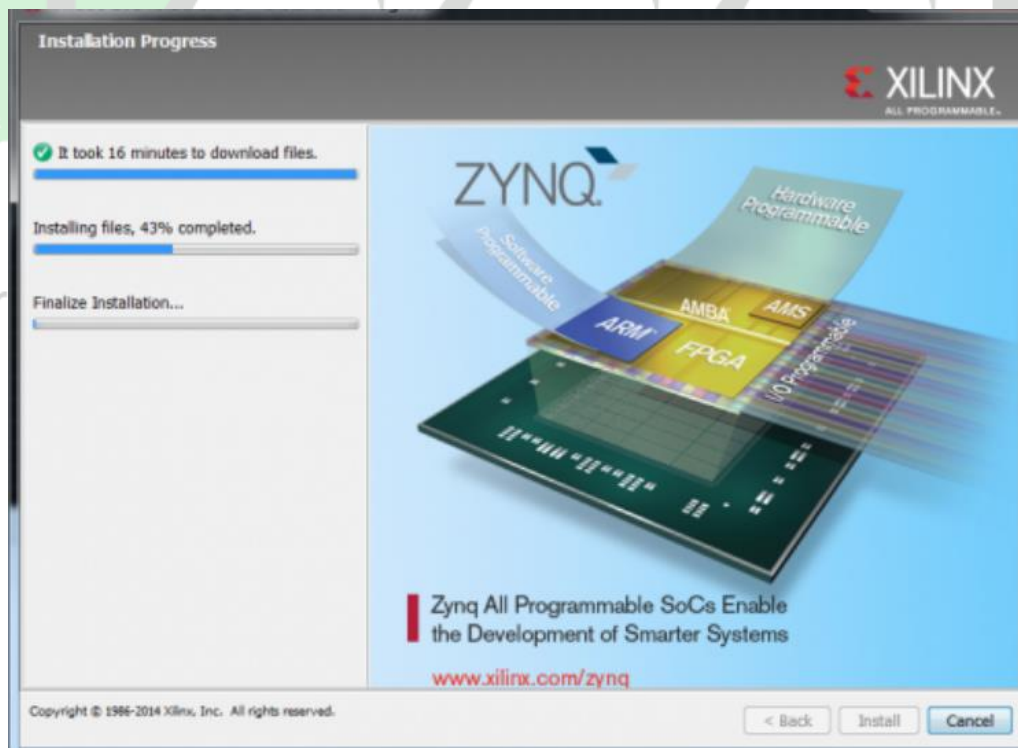 Installation Progress
XILINX
ALL PROGRAMMABLE.
It took 16 minutes to download files.
Installing files, 43% completed.
Finalize Installation...
ZYNQ
Hardware
Programmable
Software
Programmable
AMBA
AMS
ARM
FPGA
I/O Programmable
Zynq All Programmable SoCs Enable
the Development of Smarter Systems
www.xilinx.com/zynq
Copyright © 1986-2014 Xilinx, Inc. All rights reserved.
< Back
Install
Cancel